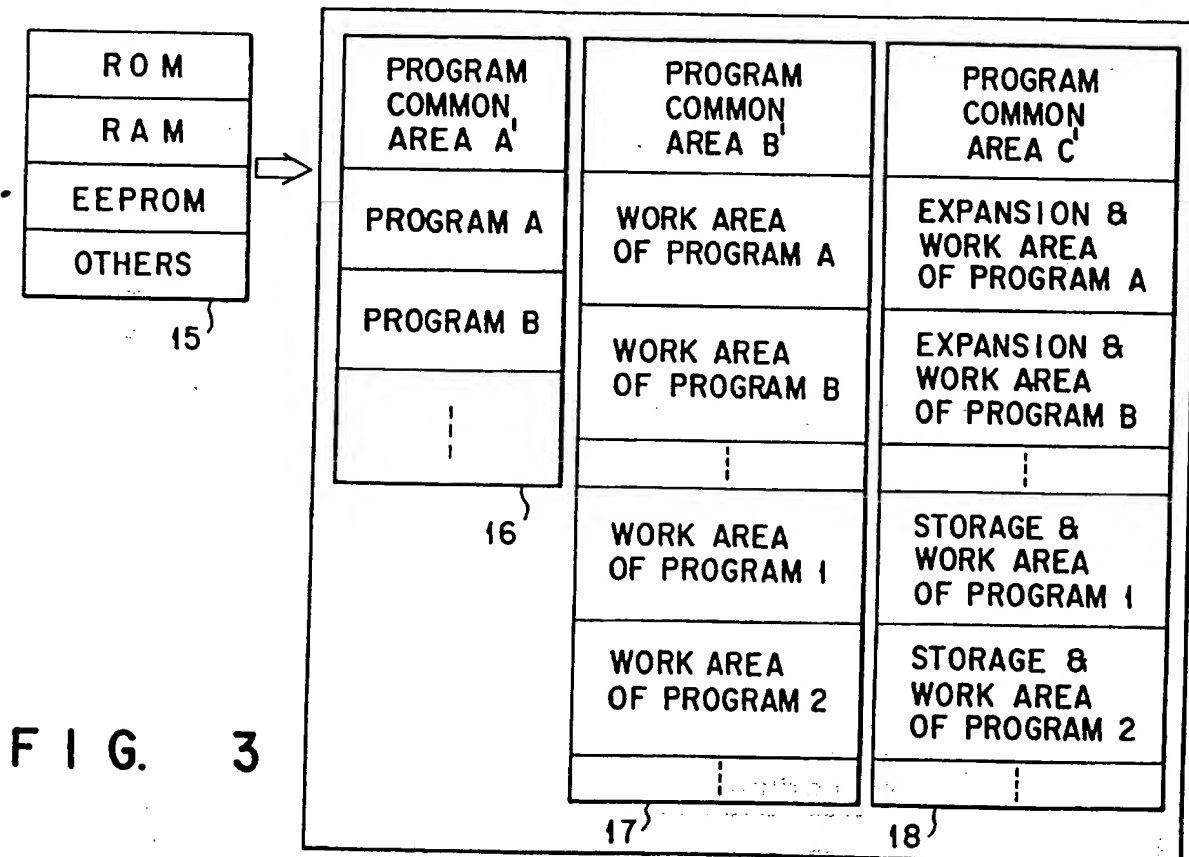 ROM
RAM
EEPROM
OTHERS
15
PROGRAM
COMMON
AREA A'
PROGRAM A
PROGRAM B
16
PROGRAM
COMMON
AREA B'
WORK AREA
OF PROGRAM A
WORK AREA
OF PROGRAM B
WORK AREA
OF PROGRAM 1
WORK AREA
OF PROGRAM 2
17
PROGRAM
COMMON
AREA C'
EXPANSION &
WORK AREA
OF PROGRAM A
EXPANSION &
WORK AREA
OF PROGRAM B
STORAGE &
WORK AREA
OF PROGRAM 1
STORAGE &
WORK AREA
OF PROGRAM 2
18
FIG. 3